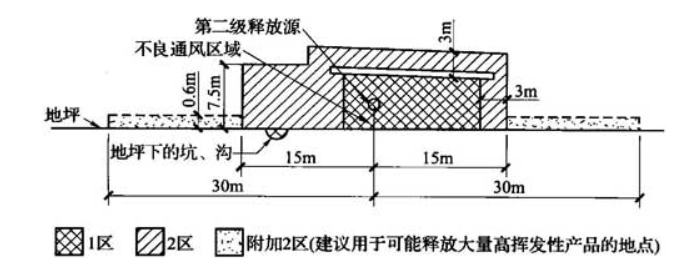 第二级释放源
不良通风区域
3m
0.6m
7.5m
3m
地坪
地坪下的坑、沟
15m
15m
30m
30m
1区
2区
附加2区(建议用于可能释放大量高挥发性产品的地点)